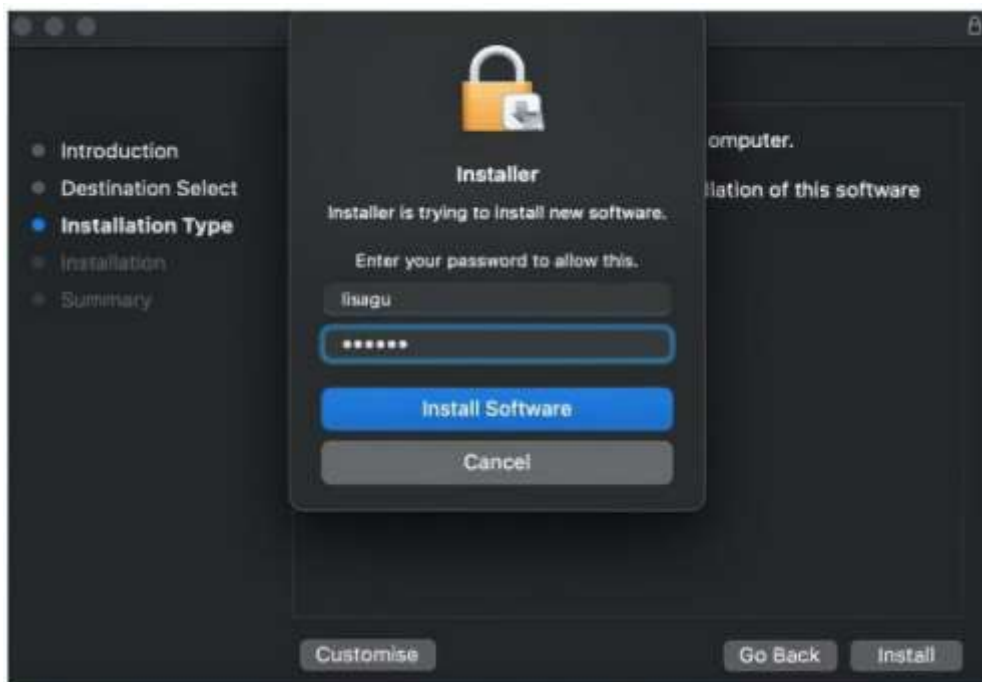 Introduction
Destination Select
Installation Type
Installation
Summary
omputer.
llation of this software
Installer
Installer is trying to install new software.
Enter your password to allow this.
lisagu
••••••
Install Software
Cancel
Customise
Go Back
Install